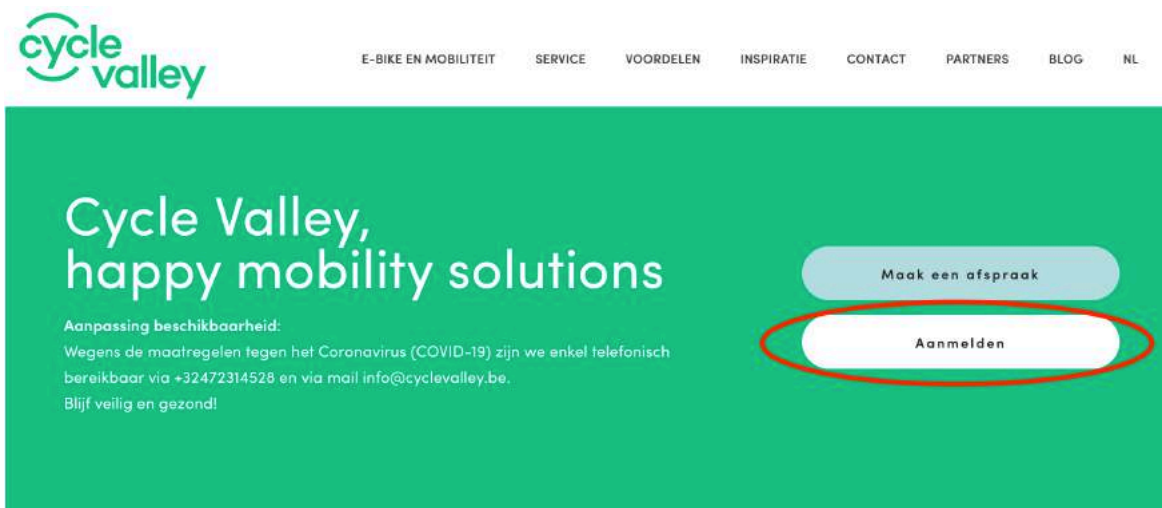 cycle
valley
E-BIKE EN MOBILITEIT SERVICE VOORDELEN INSPIRATIE CONTACT PARTNERS BLOG NL
Cycle Valley,
happy mobility solutions
Aanpassing beschikbaarheid:
Wegens de maatregelen tegen het Coronavirus (COVID-19) zijn we enkel telefonisch
bereikbaar via +32472314528 en via mail info@cyclevalley.be.
Blijf veilig en gezond!
Maak een afspraak
Aanmelden